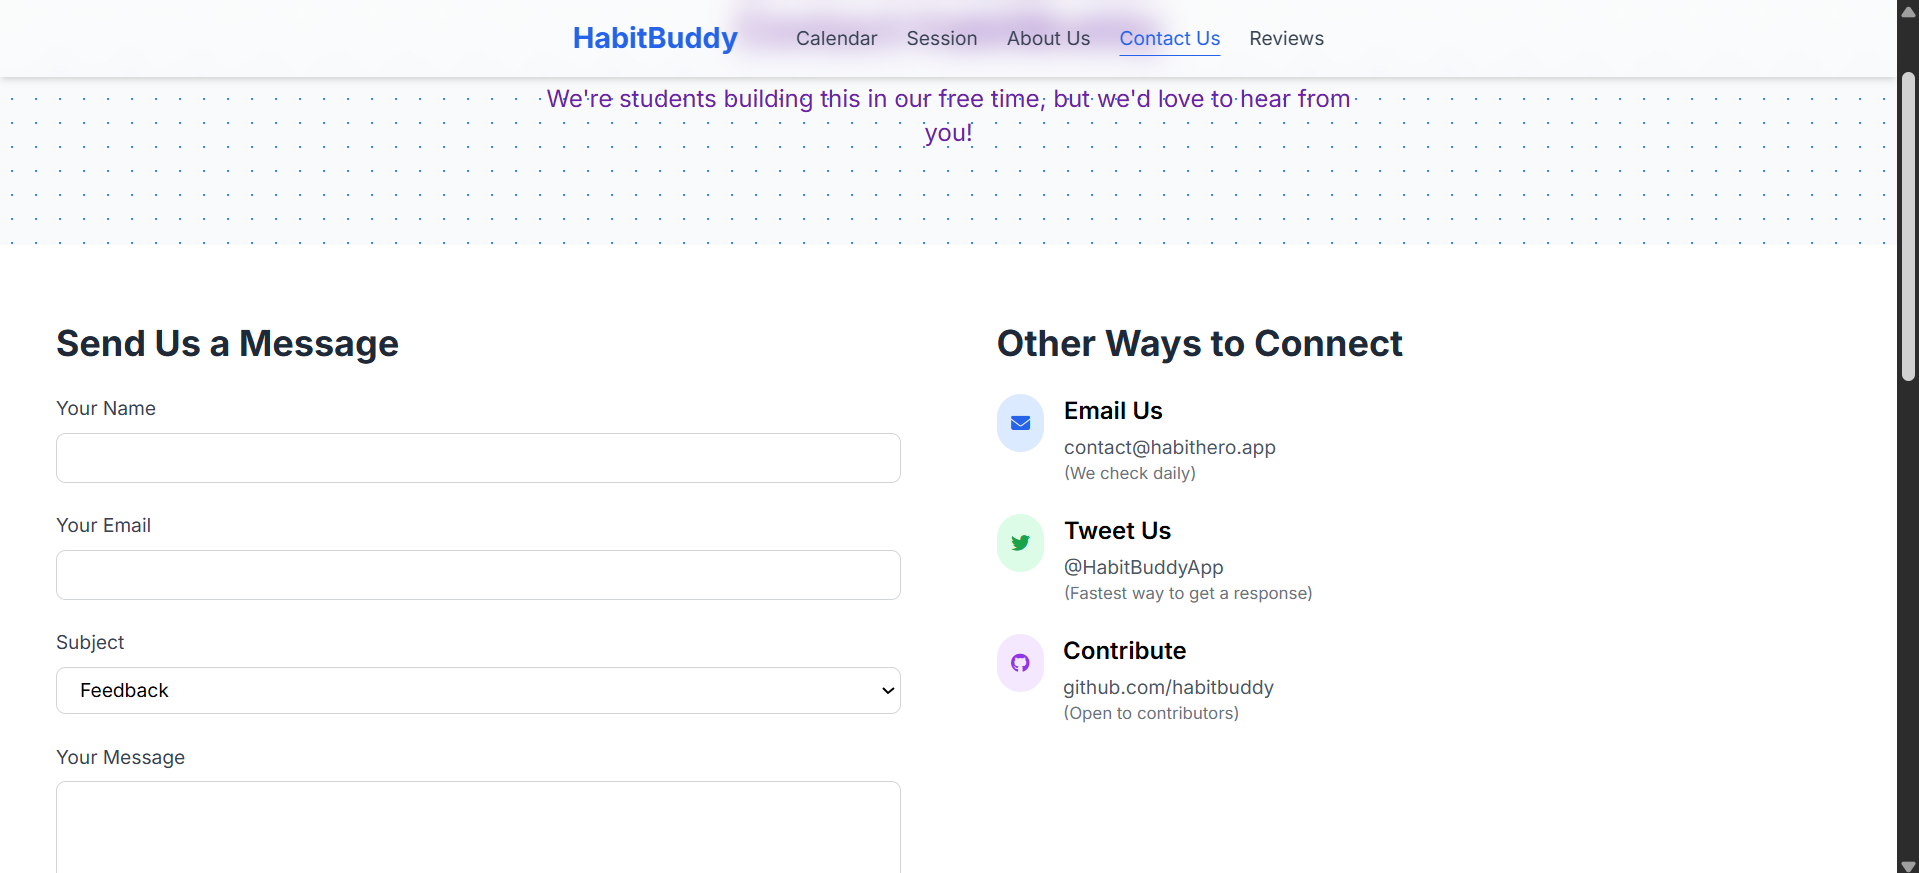 HabitBuddy Calendar Session About Us Contact Us Reviews
We're students building this in our free time, but we'd love to hear from
you!
Send Us a Message
Your Name
Your Email
Subject
Feedback
Your Message
Other Ways to Connect
Email Us
contact@habithero.app
(We check daily)
Tweet Us
@HabitBuddyApp
(Fastest way to get a response)
Contribute
github.com/habitbuddy
(Open to contributors)